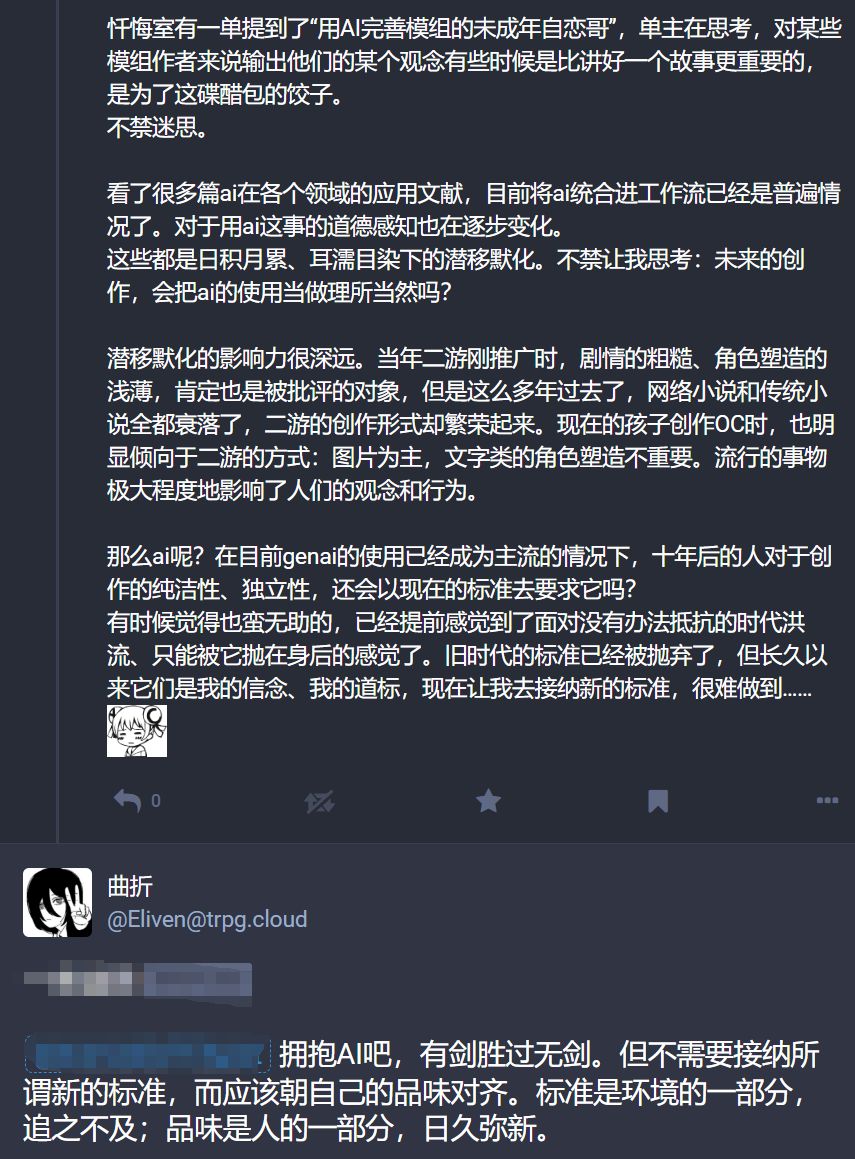 忏悔室有一单提到了“用AI完善模组的未成年自恋哥”，单主在思考，对某些
模组作者来说输出他们的某个观念有些时候是比讲好一个故事更重要的，
是为了这碟醋包的饺子。
不禁迷思。
看了很多篇ai在各个领域的应用文献，目前将ai统合进工作流已经是普遍情
况了。对于用ai这事的道德感知也在逐步变化。
这些都是日积月累、耳濡目染下的潜移默化。不禁让我思考：未来的创
作，会把ai的使用当做理所当然吗？
潜移默化的影响力很深远。当年二游刚推广时，剧情的粗糙、角色塑造的
浅薄，肯定也是被批评的对象，但是这么多年过去了，网络小说和传统小
说全都衰落了，二游的创作形式却繁荣起来。现在的孩子创作OC时，也明
显倾向于二游的方式：图片为主，文字类的角色塑造不重要。流行的事物
极大程度地影响了人们的观念和行为。
那么ai呢？在目前genai的使用已经成为主流的情况下，十年后的人对于创
作的纯洁性、独立性，还会以现在的标准去要求它吗？
有时候觉得也蛮无助的，已经提前感觉到了面对没有办法抵抗的时代洪
流、只能被它抛在身后的感觉了。旧时代的标准已经被抛弃了，但长久以
来它们是我的信念、我的道标，现在让我去接纳新的标准，很难做到……
0
曲折
@Eliven@trpg.cloud
拥抱AI吧，有剑胜过无剑。但不需要接纳所
谓新的标准，而应该朝自己的品味对齐。标准是环境的一部分，
追之不及；品味是人的一部分，日久弥新。